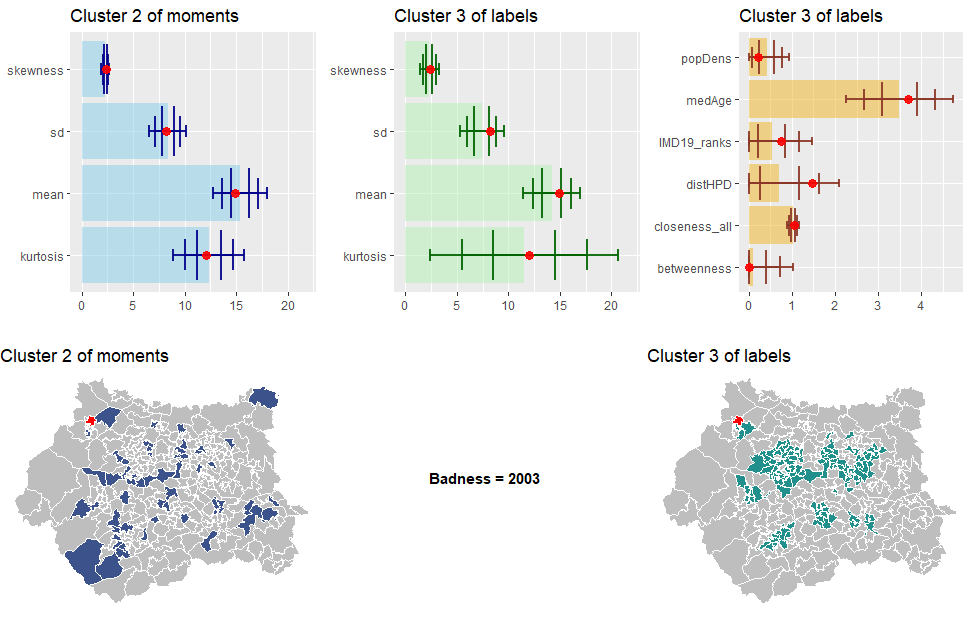 Cluster 2 of moments
skewness
sd
mean
kurtosis
0 5 10 15 20
Cluster 3 of labels
skewness
sd
mean
kurtosis
0 5 10 15 20
Cluster 3 of labels
popDens
medAge
IMD19_ranks
distHPD
closeness_all
betweenness
0 1 2 3 4
Cluster 2 of moments
Badness = 2003
Cluster 3 of labels